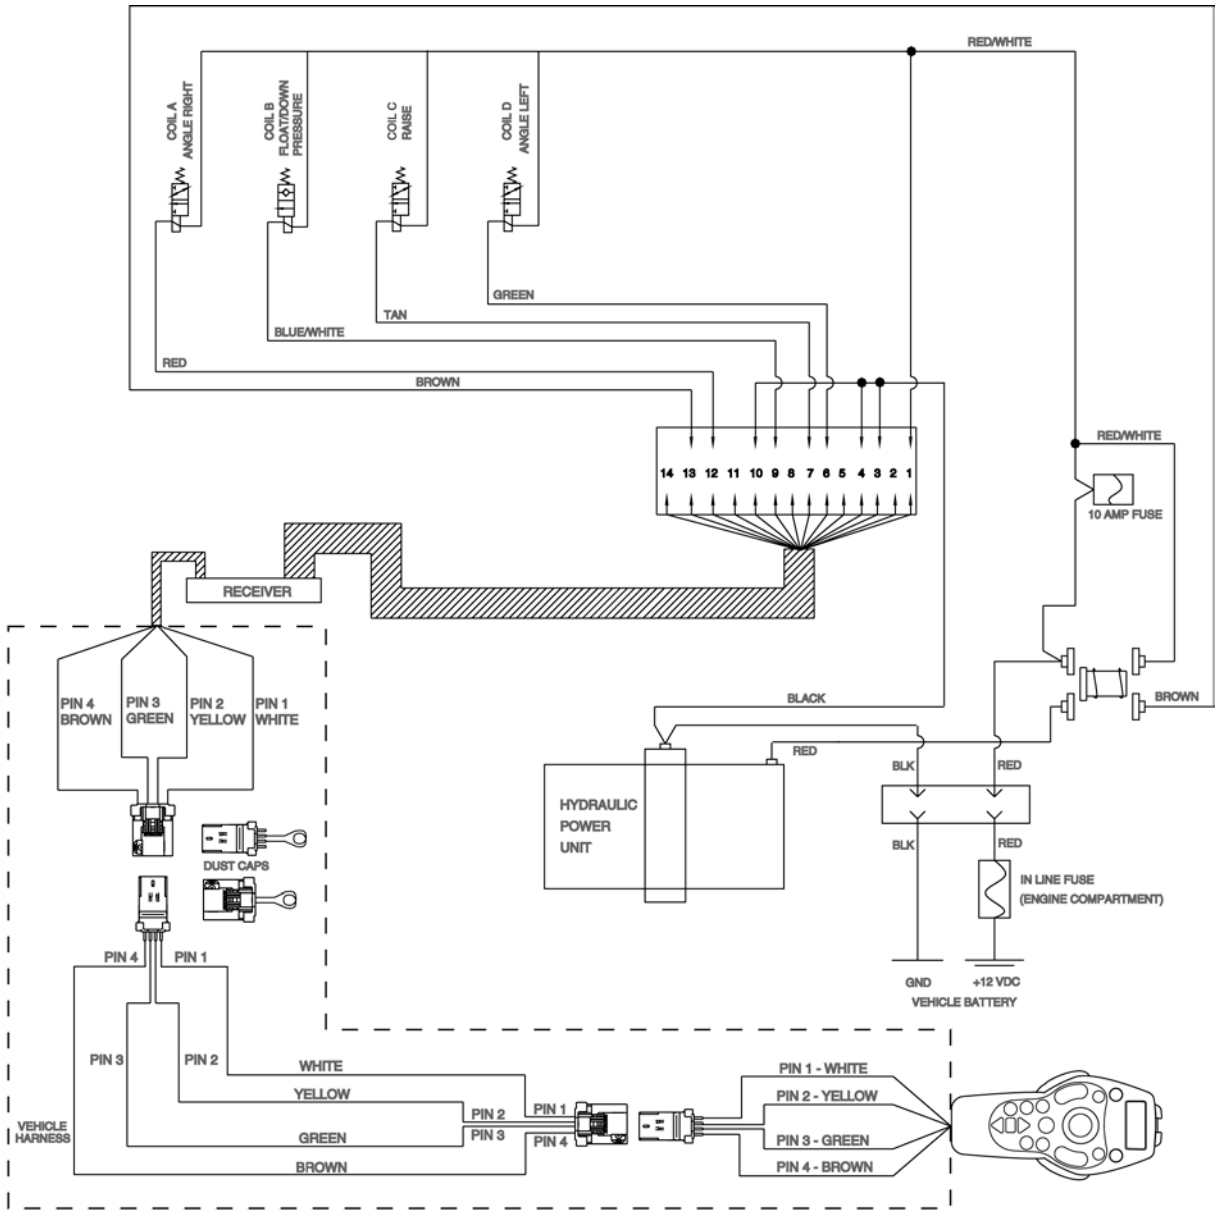 RED/WHITE
COIL A
ANGLE RIGHT
COIL B
FLOAT/DOWN
PRESSURE
COIL C
RAISE
COIL D
ANGLE LEFT
GREEN
TAN
BLUE/WHITE
RED
BROWN
RED/WHITE
14 13 12 11 10 9 8 7 6 5 4 3 2 1
10 AMP FUSE
RECEIVER
PIN 4
BROWN
PIN 3
GREEN
PIN 2
YELLOW
PIN 1
WHITE
BLACK
BROWN
RED
BLK
RED
HYDRAULIC
POWER
UNIT
BLK
RED
DUST CAPS
IN LINE FUSE
(ENGINE COMPARTMENT)
PIN 4
PIN 1
GND
+12 VDC
VEHICLE BATTERY
PIN 3
PIN 2
WHITE
YELLOW
GREEN
BROWN
VEHICLE
HARNESS
PIN 1
PIN 2
PIN 3
PIN 4
PIN 1 - WHITE
PIN 2 - YELLOW
PIN 3 - GREEN
PIN 4 - BROWN